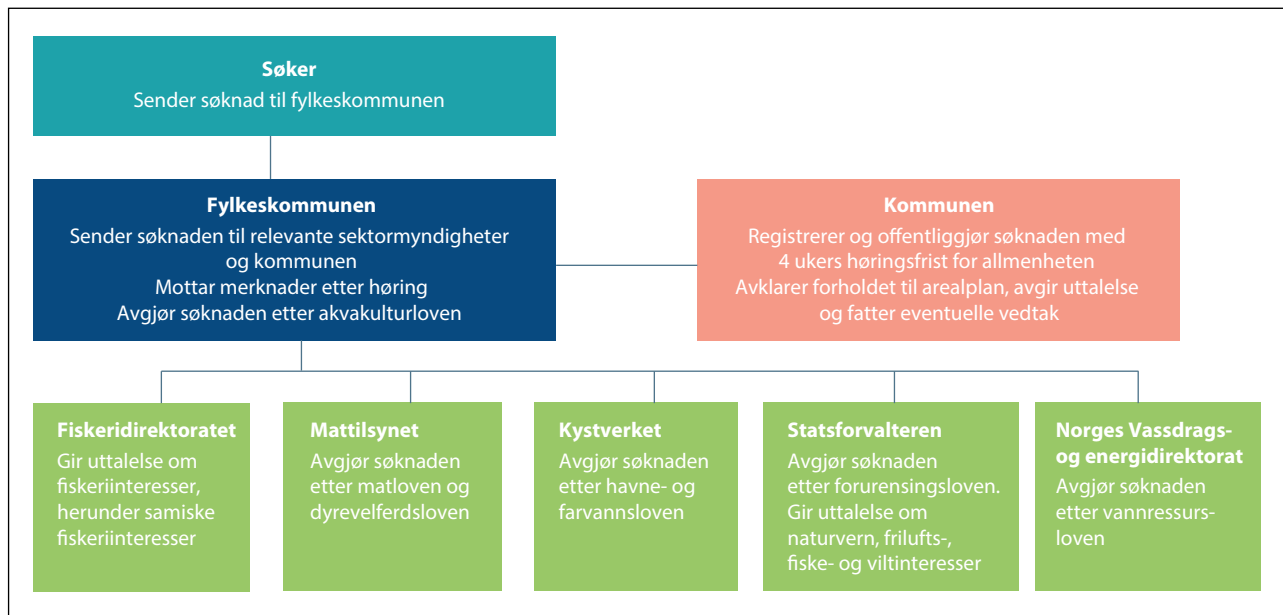 Søker
Sender søknad til fylkeskommunen
Fylkeskommunen
Sender søknaden til relevante sektormyndigheter
og kommunen
Mottar merknader etter høring
Avgjør søknaden etter akvakulturloven
Kommunen
Registrerer og offentliggjør søknaden med
4 ukers høringsfrist for allmenheten
Avklarer forholdet til arealplan, avgir uttalelse
og fatter eventuelle vedtak
Fiskeridirektoratet
Gir uttalelse om
fiskeriinteresser,
herunder samiske
fiskeriinteresser
Mattilsynet
Avgjør søknaden
etter matloven og
dyrevelferdsloven
Kystverket
Avgjør søknaden
etter havne- og
farvannsloven
Statsforvalteren
Avgjør søknaden
etter forurensingsloven.
Gir uttalelse om
naturvern, frilufts-,
fiske- og viltinteresser
Norges Vassdrags-
og energidirektorat
Avgjør søknaden
etter vannressurs-
loven